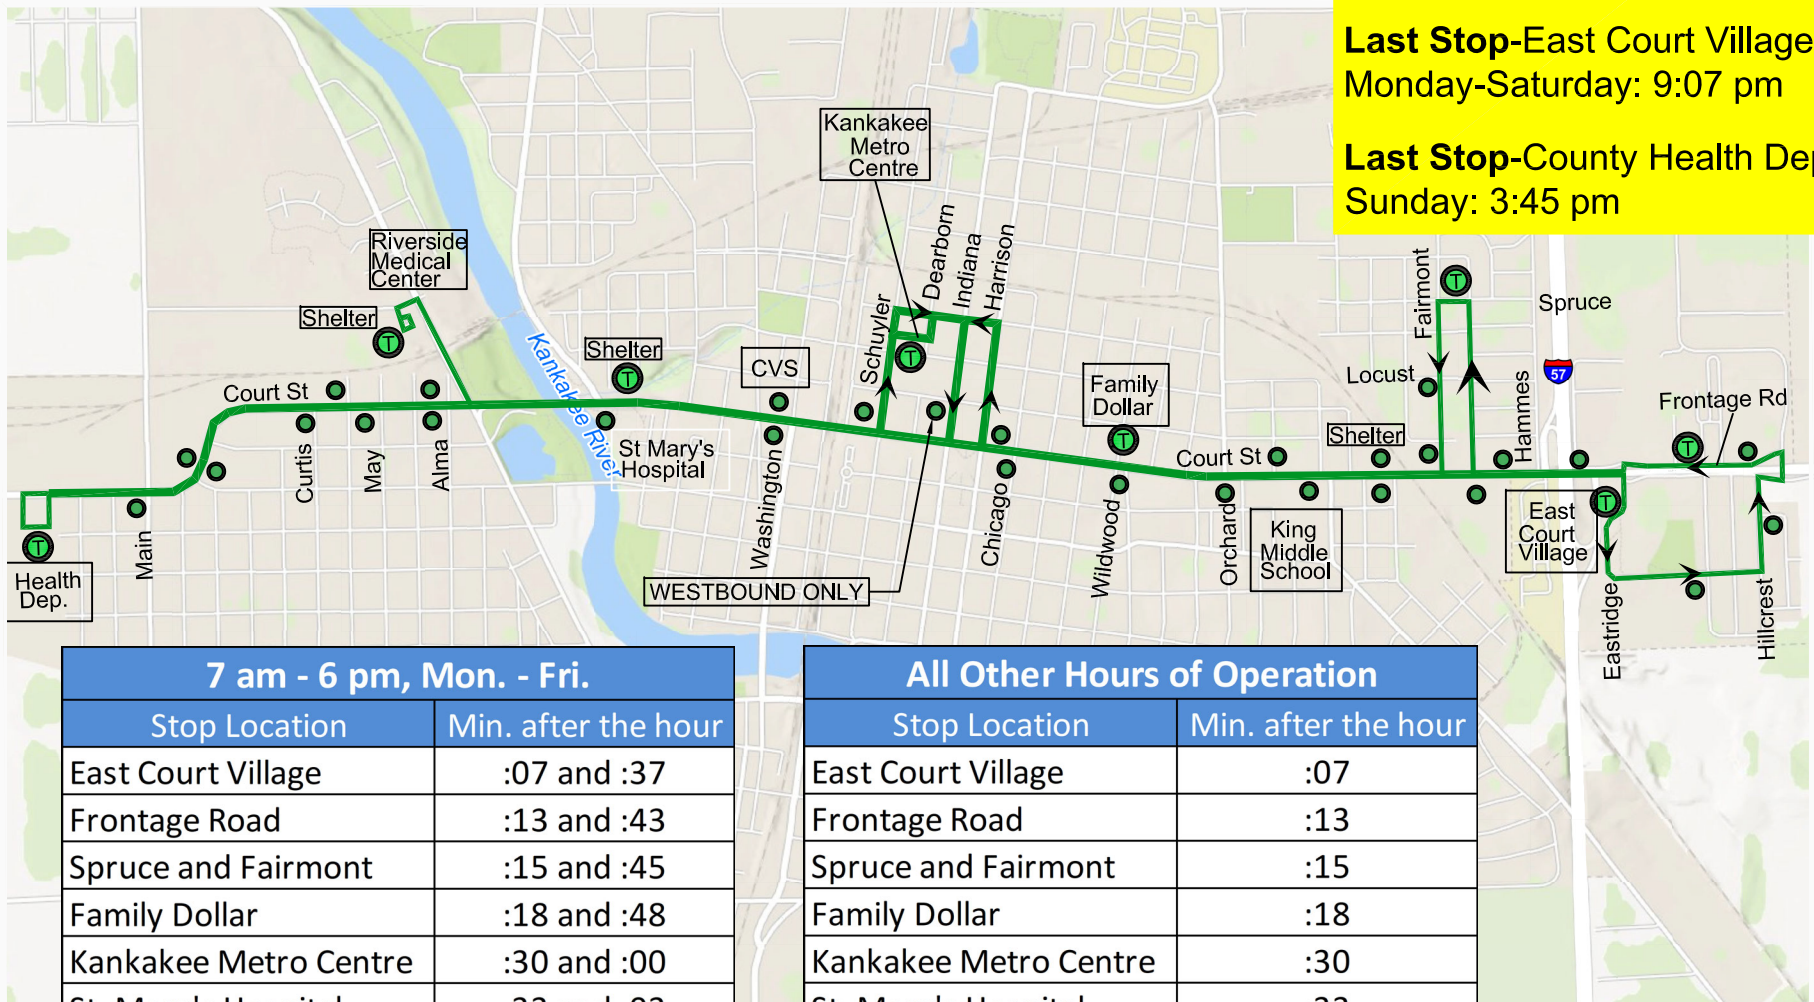 Last Stop-East Court Village
Monday-Saturday: 9:07 pm
Last Stop-County Health
Sunday: 3:45 pm
Kankakee
Metro
Centre
Riverside
Medical
Center
Shelter
T
Court St
Curtis
May
Alma
Main
T
Health
Dep.
Kankakee River
Shelter
T
St Mary's
Hospital
CVS
Washington
Schuyler
Dearborn
Indiana
Harrison
T
WESTBOUND ONLY
Chicago
Family
Dollar
T
Wildwood
Court St
Orchard
King
Middle
School
Shelter
Locust
Fairmont
T
Spruce
57
Hammes
Frontage Rd
T
East
Court
Village
T
Eastridge
Hillcrest
7 am - 6 pm, Mon. - Fri.
Stop Location Min. after the hour
East Court Village :07 and :37
Frontage Road :13 and :43
Spruce and Fairmont :15 and :45
Family Dollar :18 and :48
Kankakee Metro Centre :30 and :00
All Other Hours of Operation
Stop Location Min. after the hour
East Court Village :07
Frontage Road :13
Spruce and Fairmont :15
Family Dollar :18
Kankakee Metro Centre :30